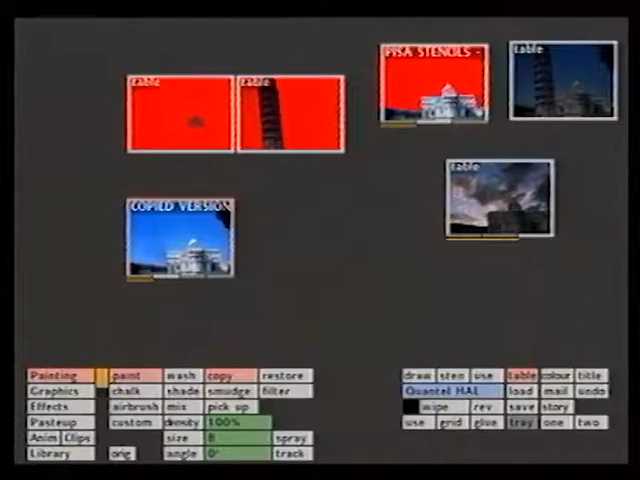 table table PISA STENCILS - table
table
COPIED VERSION
Painting paint wash copy restore
Graphics chalk shade smudge filter
Effects airbrush mix pick up
Pasteup custom density 100%
Anim Clips size 8 spray
Library orig angle 0° track
draw sten use table colour title
Quantel HAL load mail undo
wipe rev save story
use grid glue tray one two